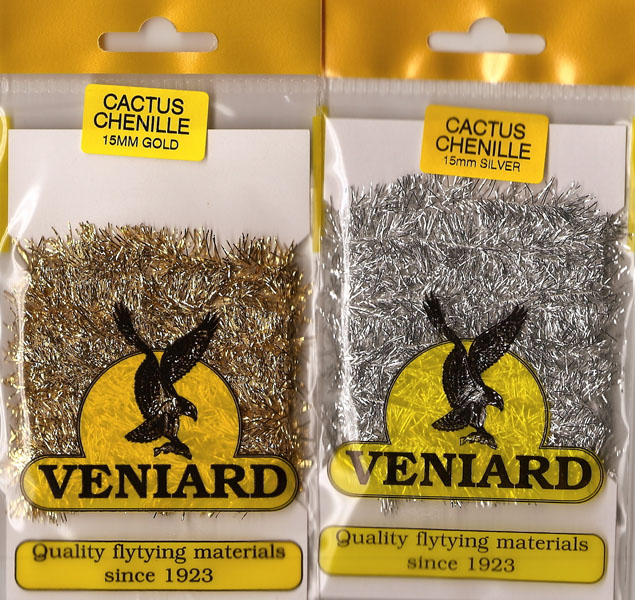 CACTUS
CHENILLE
15MM GOLD
VENIARD
Quality flytying materials
since 1923
CACTUS
CHENILLE
15mm SILVER
VENIARD
Quality flytying materials
since 1923